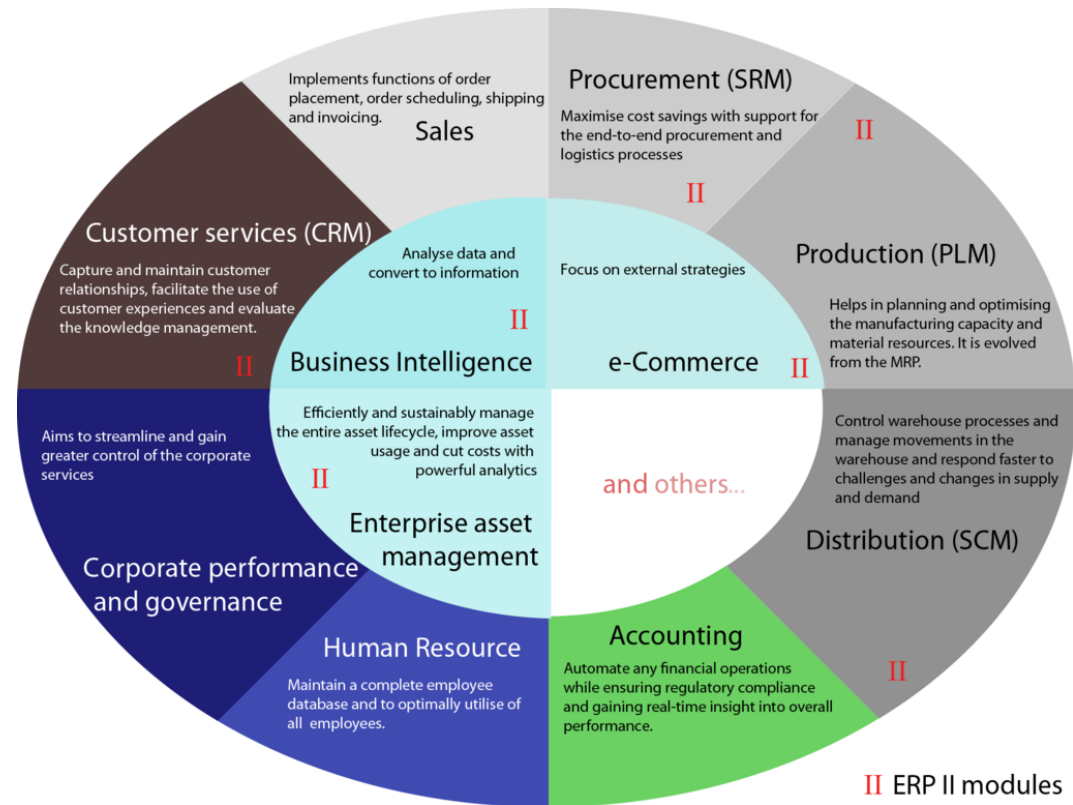 Implements functions of order
placement, order scheduling, shipping
and invoicing.
Sales
Procurement (SRM)
Maximise cost savings with support for
the end-to-end procurement and
logistics processes
II
II
Production (PLM)
Helps in planning and optimising
the manufacturing capacity and
material resources. It is evolved
from the MRP.
Customer services (CRM)
Capture and maintain customer
relationships, facilitate the use of
customer experiences and evaluate
the knowledge management.
II
Analyse data and
convert to information
II
Business Intelligence
Focus on external strategies
e-Commerce
II
Aims to streamline and gain
greater control of the corporate
services
Corporate performance
and governance
Efficiently and sustainably manage
the entire asset lifecycle, improve asset
usage and cut costs with
powerful analytics
II
Enterprise asset
management
and others...
Control warehouse processes and
manage movements in the
warehouse and respond faster to
challenges and changes in supply
and demand
Distribution (SCM)
II
Human Resource
Maintain a complete employee
database and to optimally utilise of
all employees.
Accounting
Automate any financial operations
while ensuring regulatory compliance
and gaining real-time insight into overall
performance.
II ERP II modules